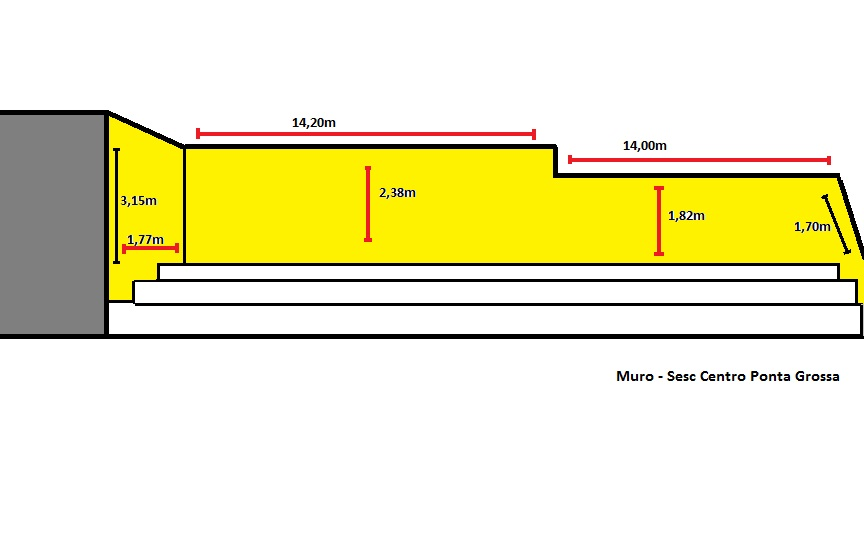 14,20m
14,00m
3,15m
2,38m
1,82m
1,77m
1,70m
Muro - Sesc Centro Ponta Grossa